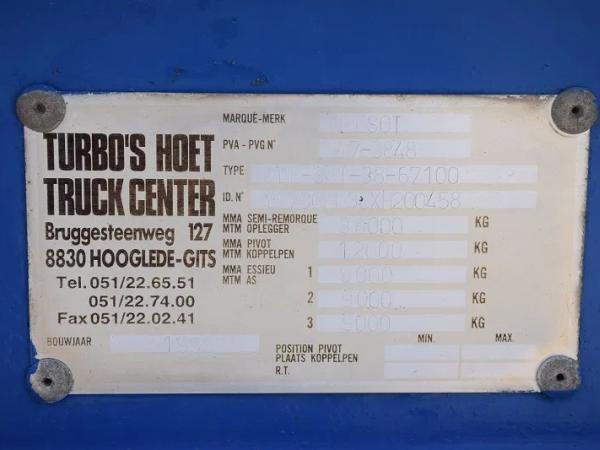 TURBO'S HOET
TRUCK CENTER
Bruggesteenweg 127
8830 HOOGLEDE-GITS
Tel. 051/22.65.51
051/22.74.00
Fax 051/22.02.41
BOUWJAAR
MARQUE-MERK
PVA - PVG N°
TYPE
ID. N°
MMA SEMI-REMORQUE
MTM OPLEGGER KG
MMA PIVOT
MTM KOPPELPEN 12000 KG
MMA ESSIEU
MTM AS 1 KG
2 9000 KG
3 9000 KG
MIN. MAX.
POSITION PIVOT
PLAATS KOPPELPEN
R.T.